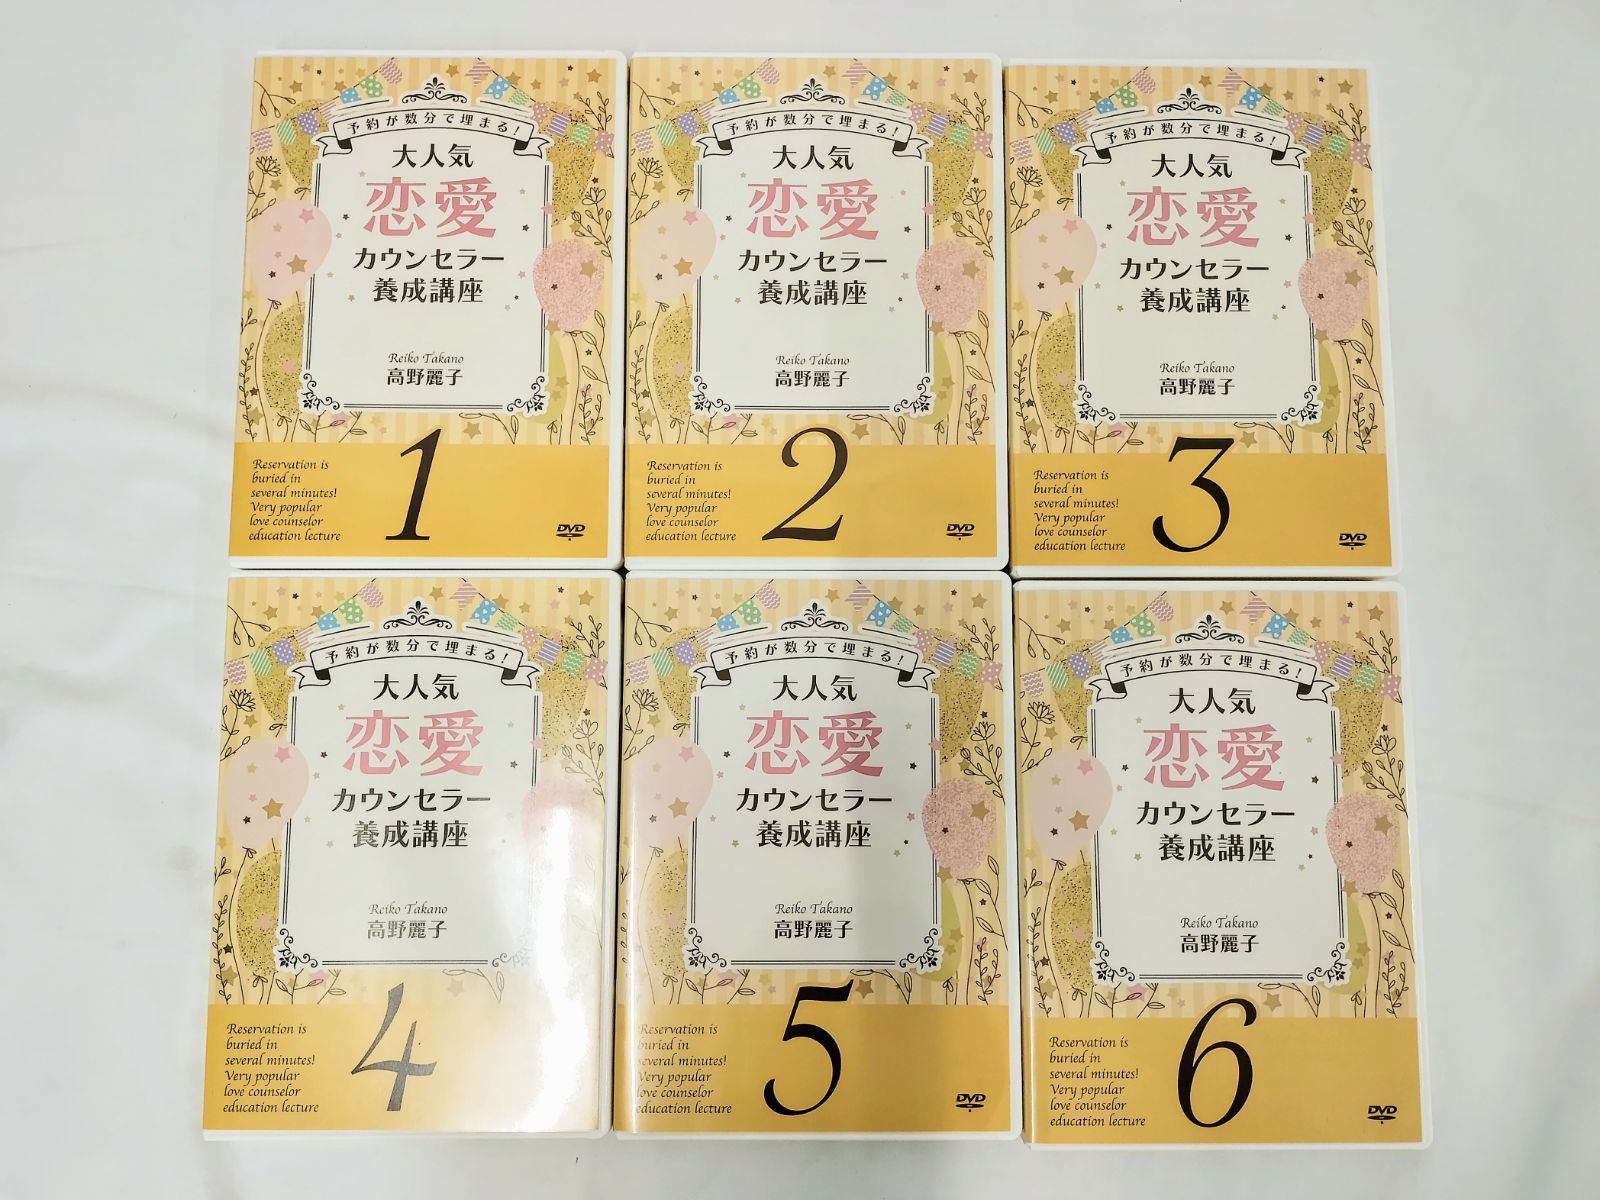 予約が数分で埋まる!
大人気
恋愛
カウンセラー
養成講座
Reiko Takano
高野麗子
1
Reservation is
buried in
several minutes!
Very popular
love counselor
education lecture
DVD
予約が数分で埋まる!
大人気
恋愛
カウンセラー
養成講座
Reiko Takano
高野麗子
2
Reservation is
buried in
several minutes!
Very popular
love counselor
education lecture
DVD
予約が数分で埋まる!
大人気
恋愛
カウンセラー
養成講座
Reiko Takano
高野麗子
3
Reservation is
buried in
several minutes!
Very popular
love counselor
education lecture
DVD
予約が数分で埋まる!
大人気
恋愛
カウンセラー
養成講座
Reiko Takano
高野麗子
4
Reservation is
buried in
several minutes!
Very popular
love counselor
education lecture
予約が数分で埋まる!
大人気
恋愛
カウンセラー
養成講座
Reiko Takano
高野麗子
5
Reservation is
buried in
several minutes!
Very popular
love counselor
education lecture
DVD
予約が数分で埋まる!
大人気
恋愛
カウンセラー
養成講座
Reiko Takano
高野麗子
6
Reservation is
buried in
several minutes!
Very popular
love counselor
education lecture
DVD